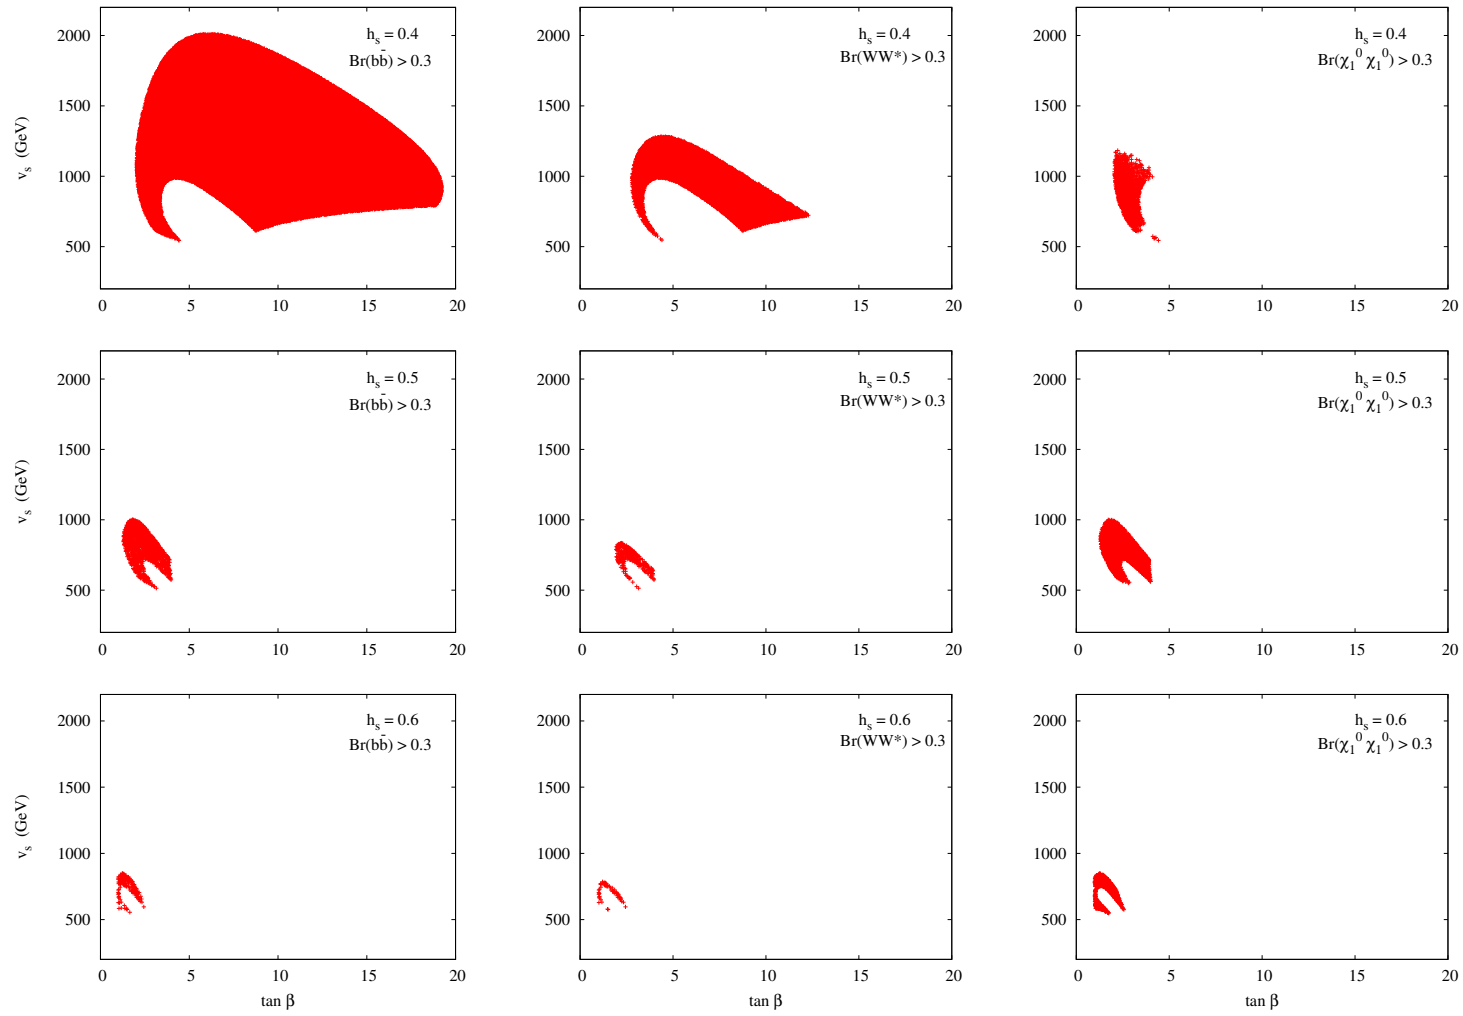 2000
1500
1000
500
v_s (GeV)
h_s = 0.4
Br(bb̄) > 0.3
0 5 10 15 20
2000
1500
1000
500
h_s = 0.4
Br(WW*) > 0.3
0 5 10 15 20
2000
1500
1000
500
h_s = 0.4
Br(χ_1^0 χ_1^0) > 0.3
0 5 10 15 20
2000
1500
1000
500
v_s (GeV)
h_s = 0.5
Br(bb̄) > 0.3
0 5 10 15 20
2000
1500
1000
500
h_s = 0.5
Br(WW*) > 0.3
0 5 10 15 20
2000
1500
1000
500
h_s = 0.5
Br(χ_1^0 χ_1^0) > 0.3
0 5 10 15 20
2000
1500
1000
500
v_s (GeV)
h_s = 0.6
Br(bb̄) > 0.3
0 5 10 15 20
tan β
2000
1500
1000
500
h_s = 0.6
Br(WW*) > 0.3
0 5 10 15 20
tan β
2000
1500
1000
500
h_s = 0.6
Br(χ_1^0 χ_1^0) > 0.3
0 5 10 15 20
tan β